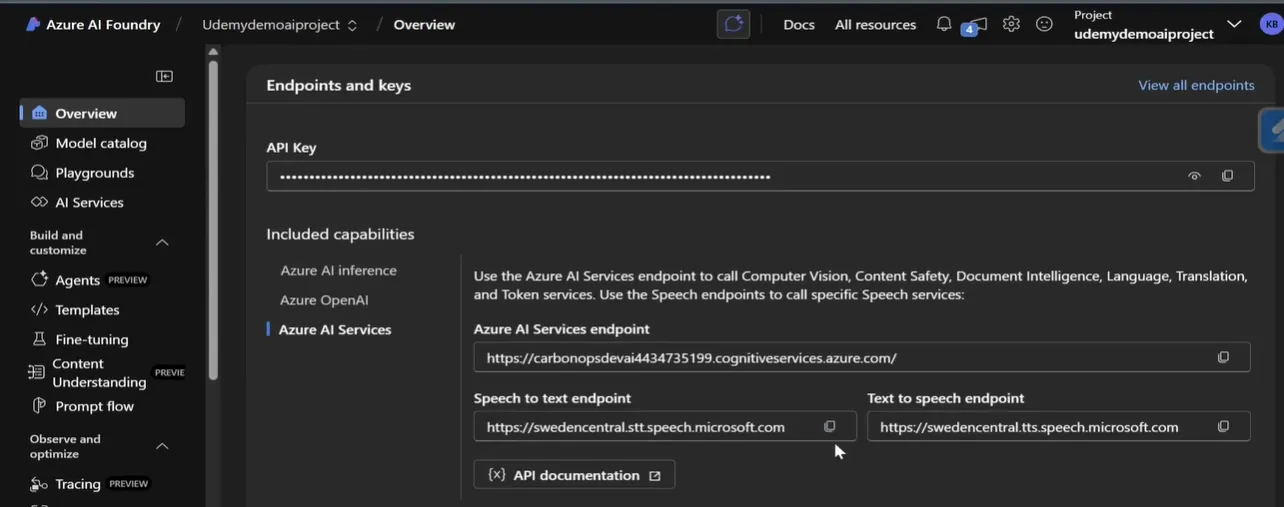 Azure AI Foundry / Udemydemoaiproject / Overview
Docs
All resources
4
Project
udemydemoaiproject
KB
Overview
Model catalog
Playgrounds
AI Services
Build and
customize
Agents PREVIEW
Templates
Fine-tuning
Content
Understanding PREVIE
Prompt flow
Observe and
optimize
Tracing PREVIEW
Endpoints and keys
View all endpoints
API Key
Included capabilities
Azure AI inference
Azure OpenAI
Azure AI Services
Use the Azure AI Services endpoint to call Computer Vision, Content Safety, Document Intelligence, Language, Translation,
and Token services. Use the Speech endpoints to call specific Speech services:
Azure AI Services endpoint
https://carbonopsdevai4434735199.cognitiveservices.azure.com/
Speech to text endpoint
https://swedencentral.stt.speech.microsoft.com
Text to speech endpoint
https://swedencentral.tts.speech.microsoft.com
{x} API documentation